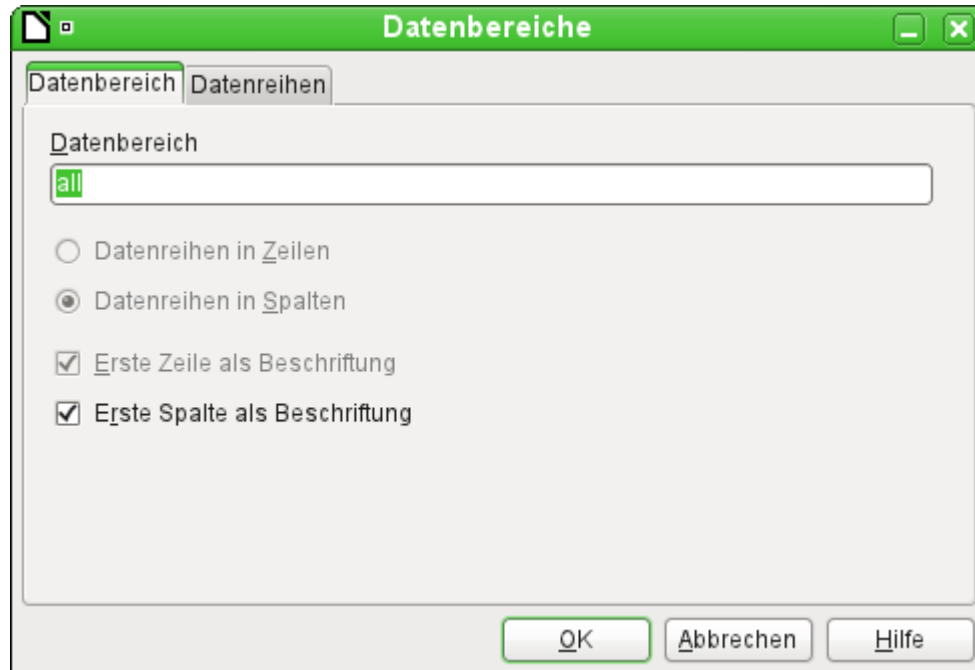 Datenbereiche
Datenbereich Datenreihen
Datenbereich
all
Datenreihen in Zeilen
Datenreihen in Spalten
Erste Zeile als Beschriftung
Erste Spalte als Beschriftung
OK Abbrechen Hilfe